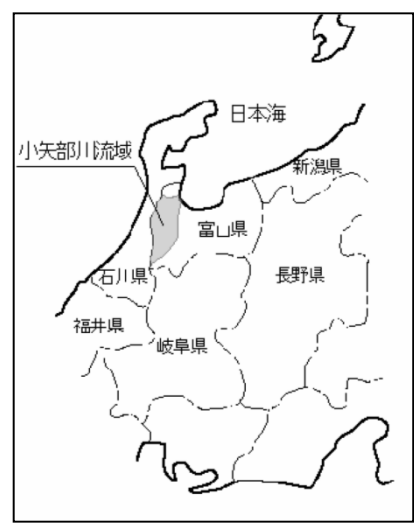 日本海
小矢部川流域
新潟県
富山県
石川県
長野県
福井県
岐阜県